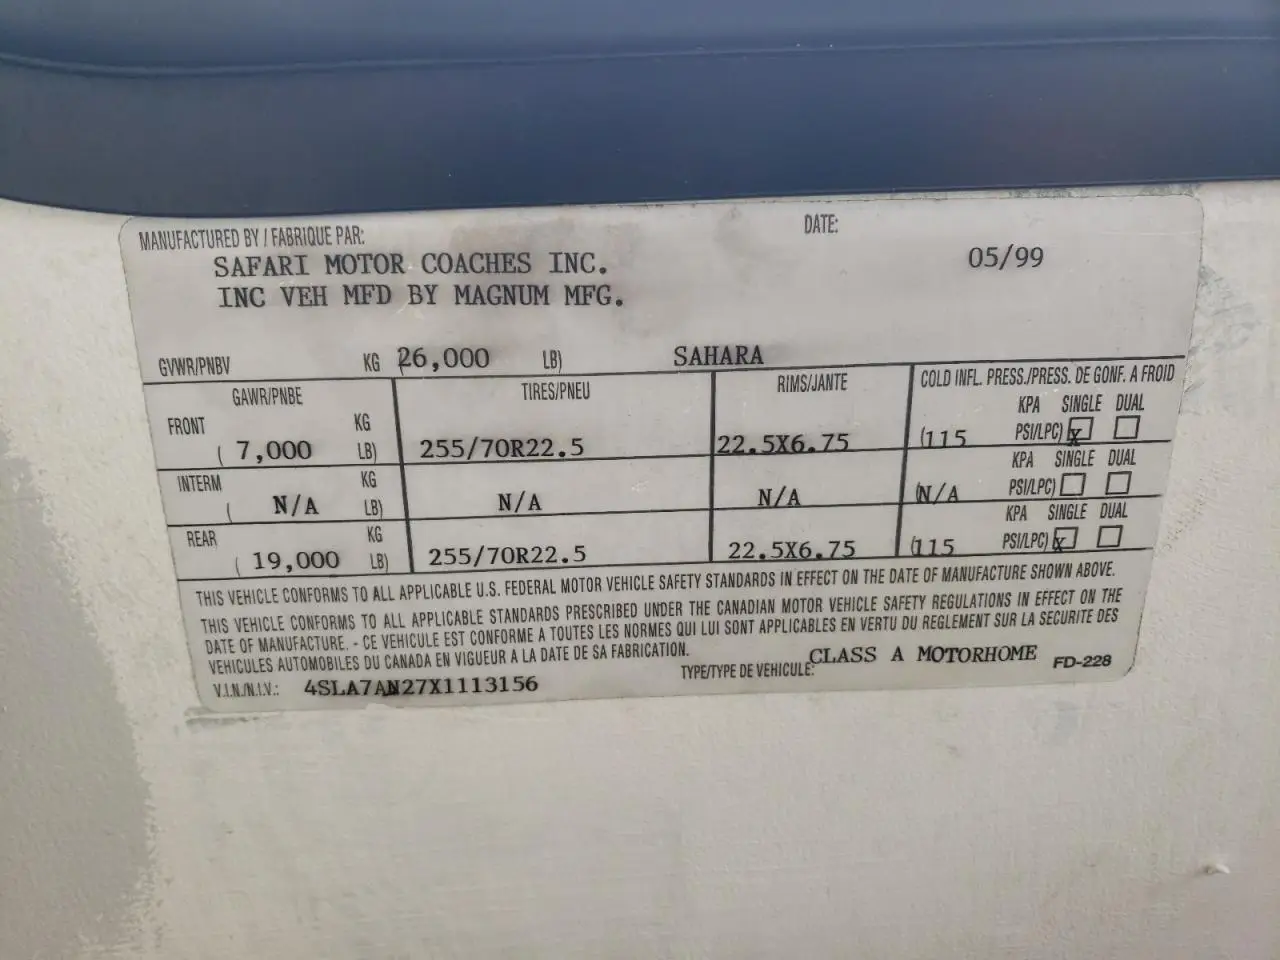 MANUFACTURED BY / FABRIQUE PAR: DATE:
SAFARI MOTOR COACHES INC. 05/99
INC VEH MFD BY MAGNUM MFG.
GVWR/PNBV KG (26,000 LB) SAHARA
GAWR/PNBE TIRES/PNEU RIMS/JANTE COLD INFL. PRESS./PRESS. DE GONF. A FROID
FRONT KG KPA SINGLE DUAL
( 7,000 LB) 255/70R22.5 22.5X6.75 (115 PSI/LPC) X
INTERM KG KPA SINGLE DUAL
( N/A LB) N/A N/A (N/A PSI/LPC)
REAR KG KPA SINGLE DUAL
( 19,000 LB) 255/70R22.5 22.5X6.75 (115 PSI/LPC) X
THIS VEHICLE CONFORMS TO ALL APPLICABLE U.S. FEDERAL MOTOR VEHICLE SAFETY STANDARDS IN EFFECT ON THE DATE OF MANUFACTURE SHOWN ABOVE.
THIS VEHICLE CONFORMS TO ALL APPLICABLE STANDARDS PRESCRIBED UNDER THE CANADIAN MOTOR VEHICLE SAFETY REGULATIONS IN EFFECT ON THE
DATE OF MANUFACTURE. - CE VEHICULE EST CONFORME A TOUTES LES NORMES QUI LUI SONT APPLICABLES EN VERTU DU REGLEMENT SUR LA SECURITE DES
VEHICULES AUTOMOBILES DU CANADA EN VIGUEUR A LA DATE DE SA FABRICATION.
V.I.N./N.I.V.: 4SLA7AN27X1113156 TYPE/TYPE DE VEHICULE: CLASS A MOTORHOME FD-228